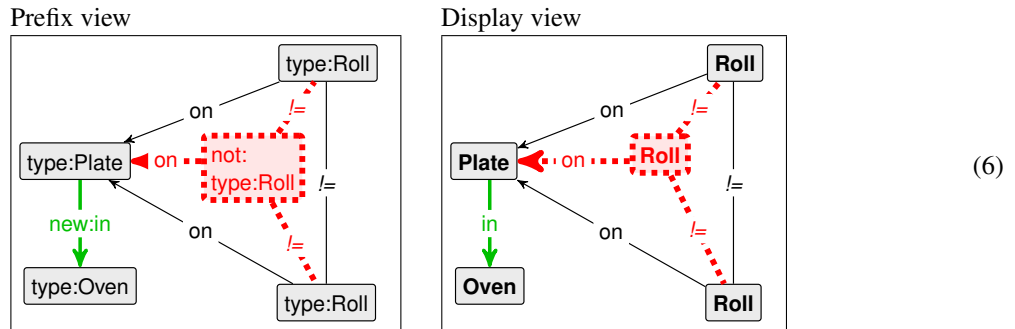 Prefix view
Display view
type:Roll
!=
on
not:
type:Roll
on
type:Plate
!=
new:in
on
!=
type:Oven
type:Roll
Roll
!=
on
Roll
on
Plate
!=
in
on
!=
Oven
Roll
(6)